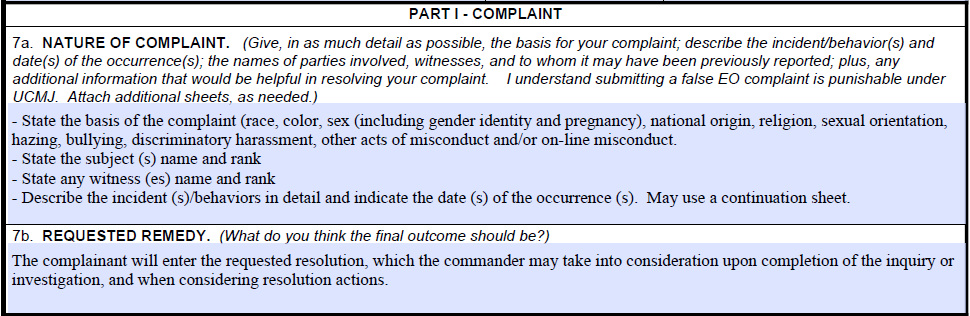 PART I - COMPLAINT
7a. NATURE OF COMPLAINT. (Give, in as much detail as possible, the basis for your complaint; describe the incident/behavior(s) and
date(s) of the occurrence(s); the names of parties involved, witnesses, and to whom it may have been previously reported; plus, any
additional information that would be helpful in resolving your complaint. I understand submitting a false EO complaint is punishable under
UCMJ. Attach additional sheets, as needed.)
- State the basis of the complaint (race, color, sex (including gender identity and pregnancy), national origin, religion, sexual orientation,
hazing, bullying, discriminatory harassment, other acts of misconduct and/or on-line misconduct.
- State the subject (s) name and rank
- State any witness (es) name and rank
- Describe the incident (s)/behaviors in detail and indicate the date (s) of the occurrence (s). May use a continuation sheet.
7b. REQUESTED REMEDY. (What do you think the final outcome should be?)
The complainant will enter the requested resolution, which the commander may take into consideration upon completion of the inquiry or
investigation, and when considering resolution actions.